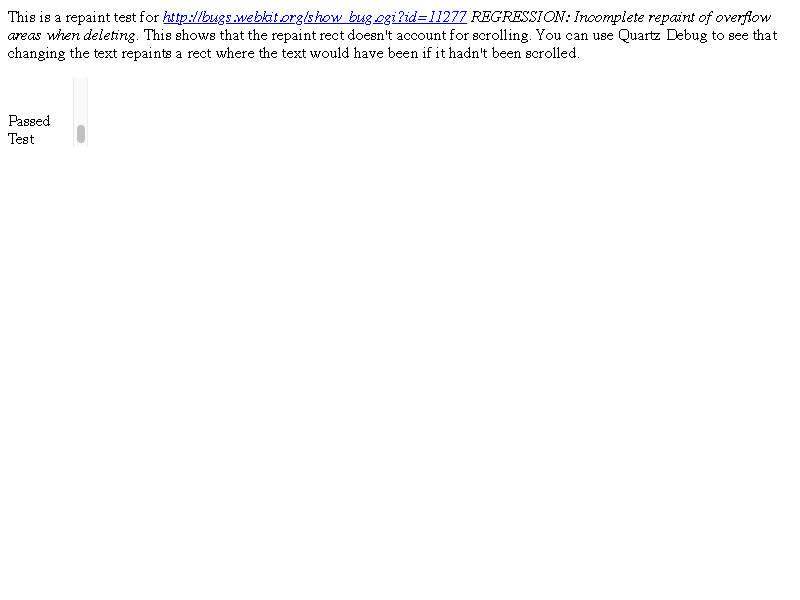 This is a repaint test for http://bugs.webkit.org/show_bug.cgi?id=11277 REGRESSION: Incomplete repaint of overflow
areas when deleting. This shows that the repaint rect doesn't account for scrolling. You can use Quartz Debug to see that
changing the text repaints a rect where the text would have been if it hadn't been scrolled.
Passed
Test